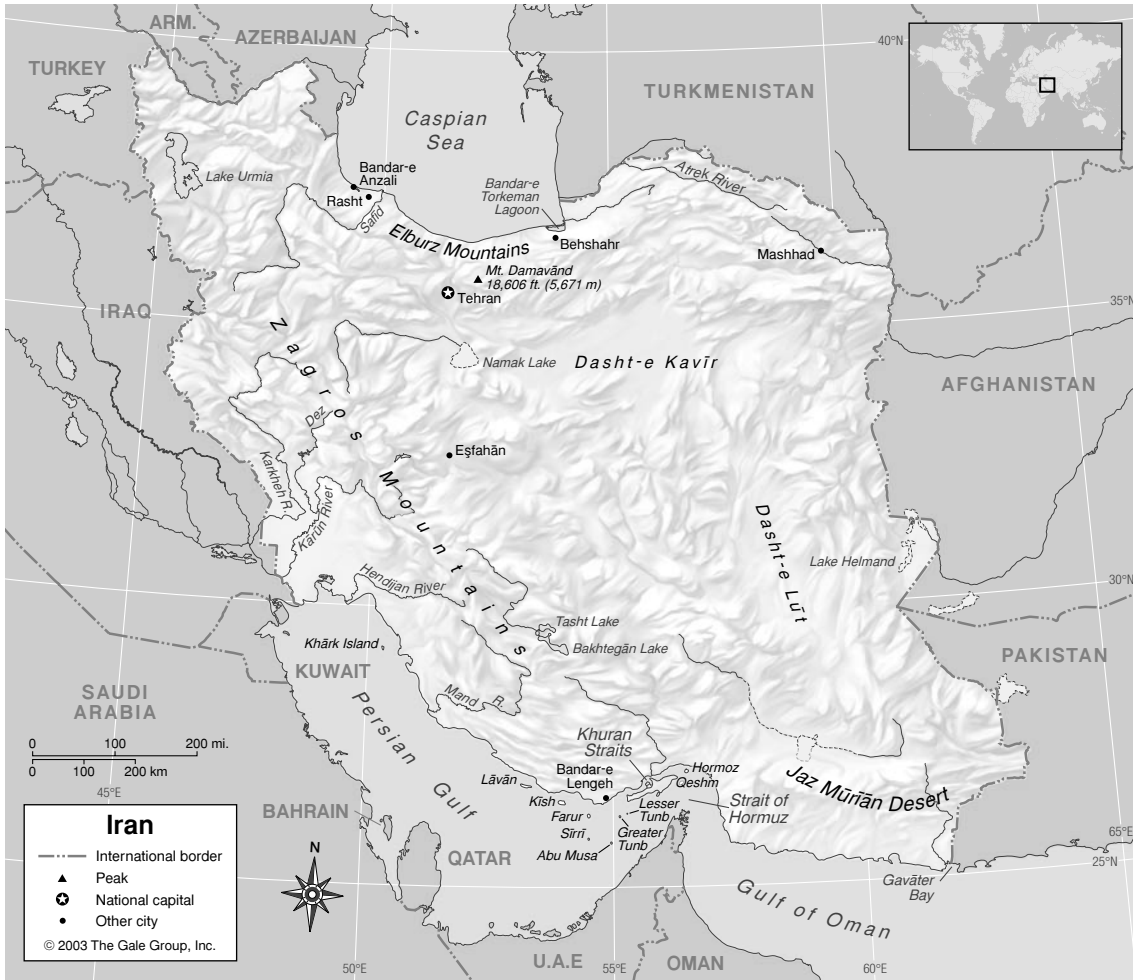 ARM.
AZERBAIJAN
TURKEY
40°N
TURKMENISTAN
Caspian
Sea
Bandar-e
Anzali
Lake Urmia
Rasht
Safid
Bandar-e
Torkeman
Lagoon
Atrek River
Elburz Mountains
Behshahr
Mashhad
Mt. Damavānd
18,606 ft. (5,671 m)
Tehran
IRAQ
35°N
Zagros Mountains
Namak Lake
Dasht-e Kavīr
AFGHANISTAN
Dez
Eşfahān
Karkheh R.
Karūn River
Dasht-e Lūt
Lake Helmand
Hendijan River
30°N
Tasht Lake
Bakhtegān Lake
Khārk Island
KUWAIT
PAKISTAN
SAUDI
ARABIA
Mand R.
Persian Gulf
Khuran
Straits
0 100 200 mi.
0 100 200 km
Lāvān
Bandar-e
Lengeh
Hormoz
Qeshm
Jaz Mūrīān Desert
45°E
Kīsh
Lesser
Tunb
Strait of
Hormuz
BAHRAIN
Farur
Sīrrī
Greater
Tunb
Abu Musa
65°E
25°N
QATAR
Gavāter
Bay
Gulf of Oman
Iran
International border
Peak
National capital
Other city
© 2003 The Gale Group, Inc.
N
50°E
U.A.E
55°E
OMAN
60°E